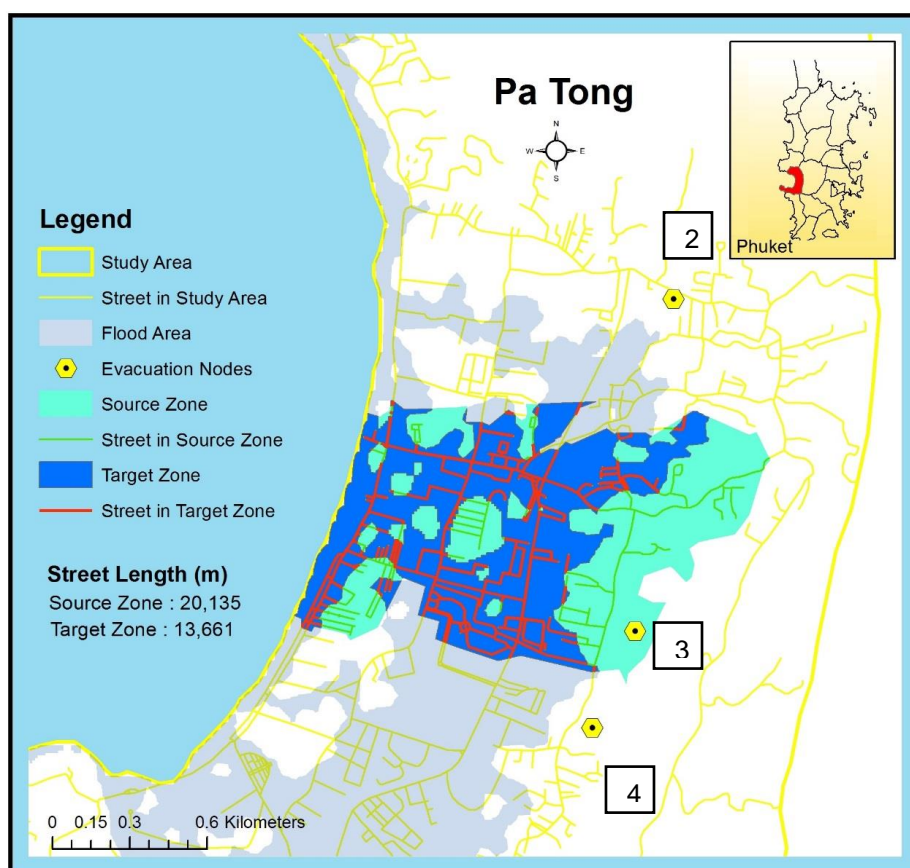 Pa Tong
N
W E
S
Phuket
2
Legend
Study Area
Street in Study Area
Flood Area
Evacuation Nodes
Source Zone
Street in Source Zone
Target Zone
Street in Target Zone
Street Length (m)
Source Zone : 20,135
Target Zone : 13,661
3
4
0 0.15 0.3 0.6 Kilometers